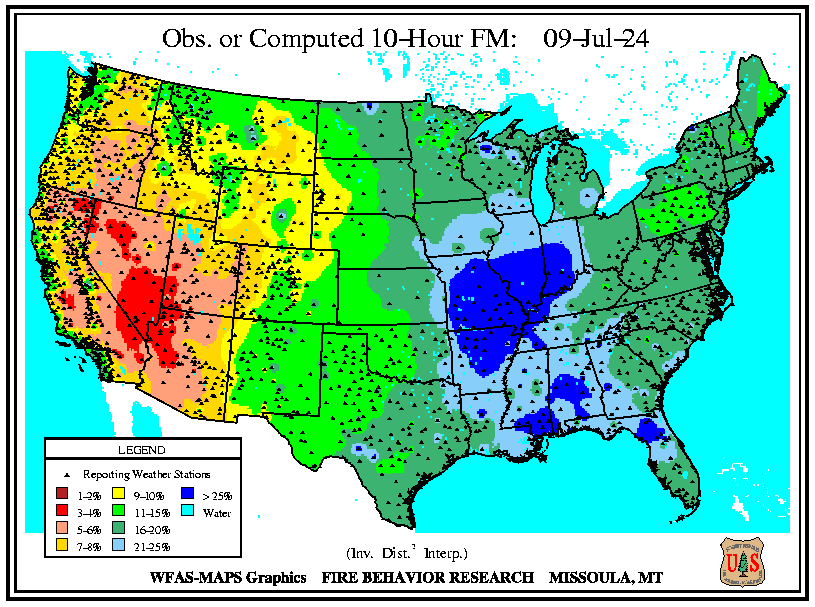 Obs. or Computed 10-Hour FM: 09-Jul-24
LEGEND
Reporting Weather Stations
1-2% 9-10% > 25%
3-4% 11-15% Water
5-6% 16-20%
7-8% 21-25%
(Inv. Dist.² Interp.)
WFAS-MAPS Graphics FIRE BEHAVIOR RESEARCH MISSOULA, MT
U S